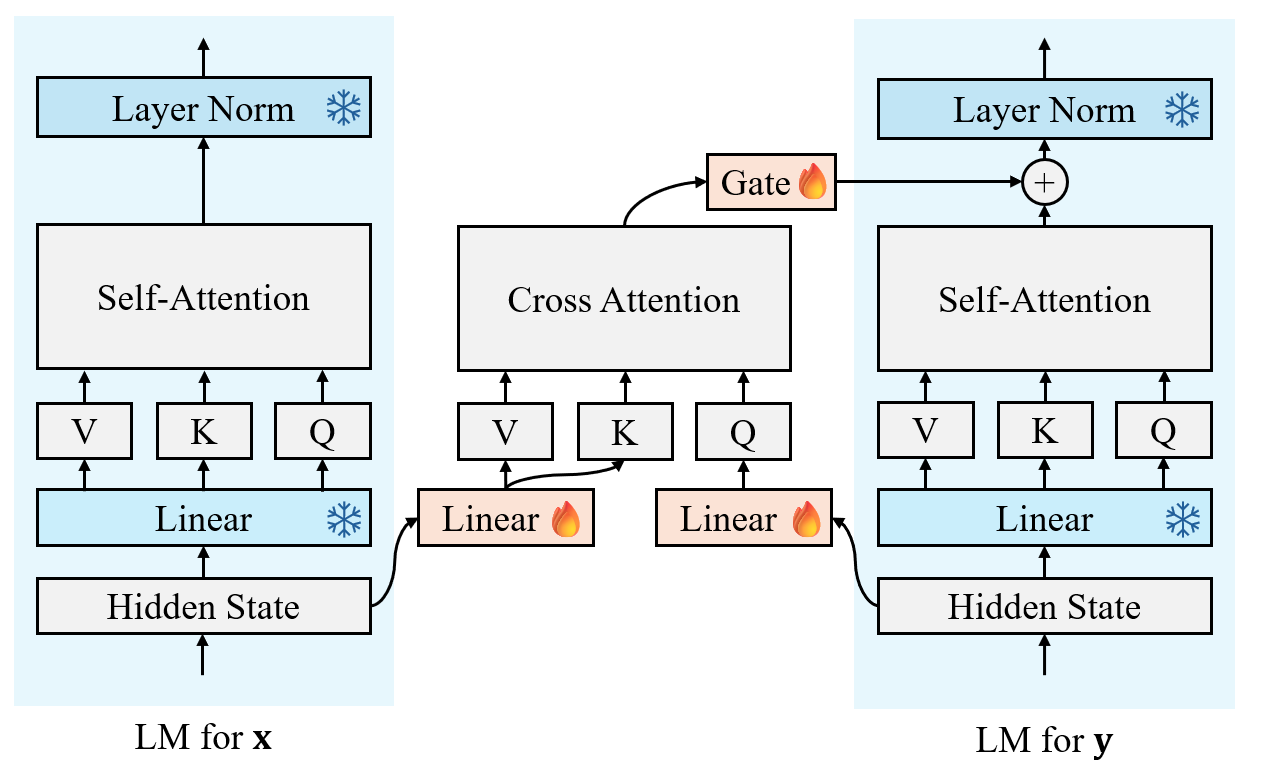 Layer Norm
Self-Attention
V K Q
Linear
Hidden State
LM for x
Gate
Cross Attention
V K Q
Linear Linear
Layer Norm
+
Self-Attention
V K Q
Linear
Hidden State
LM for y